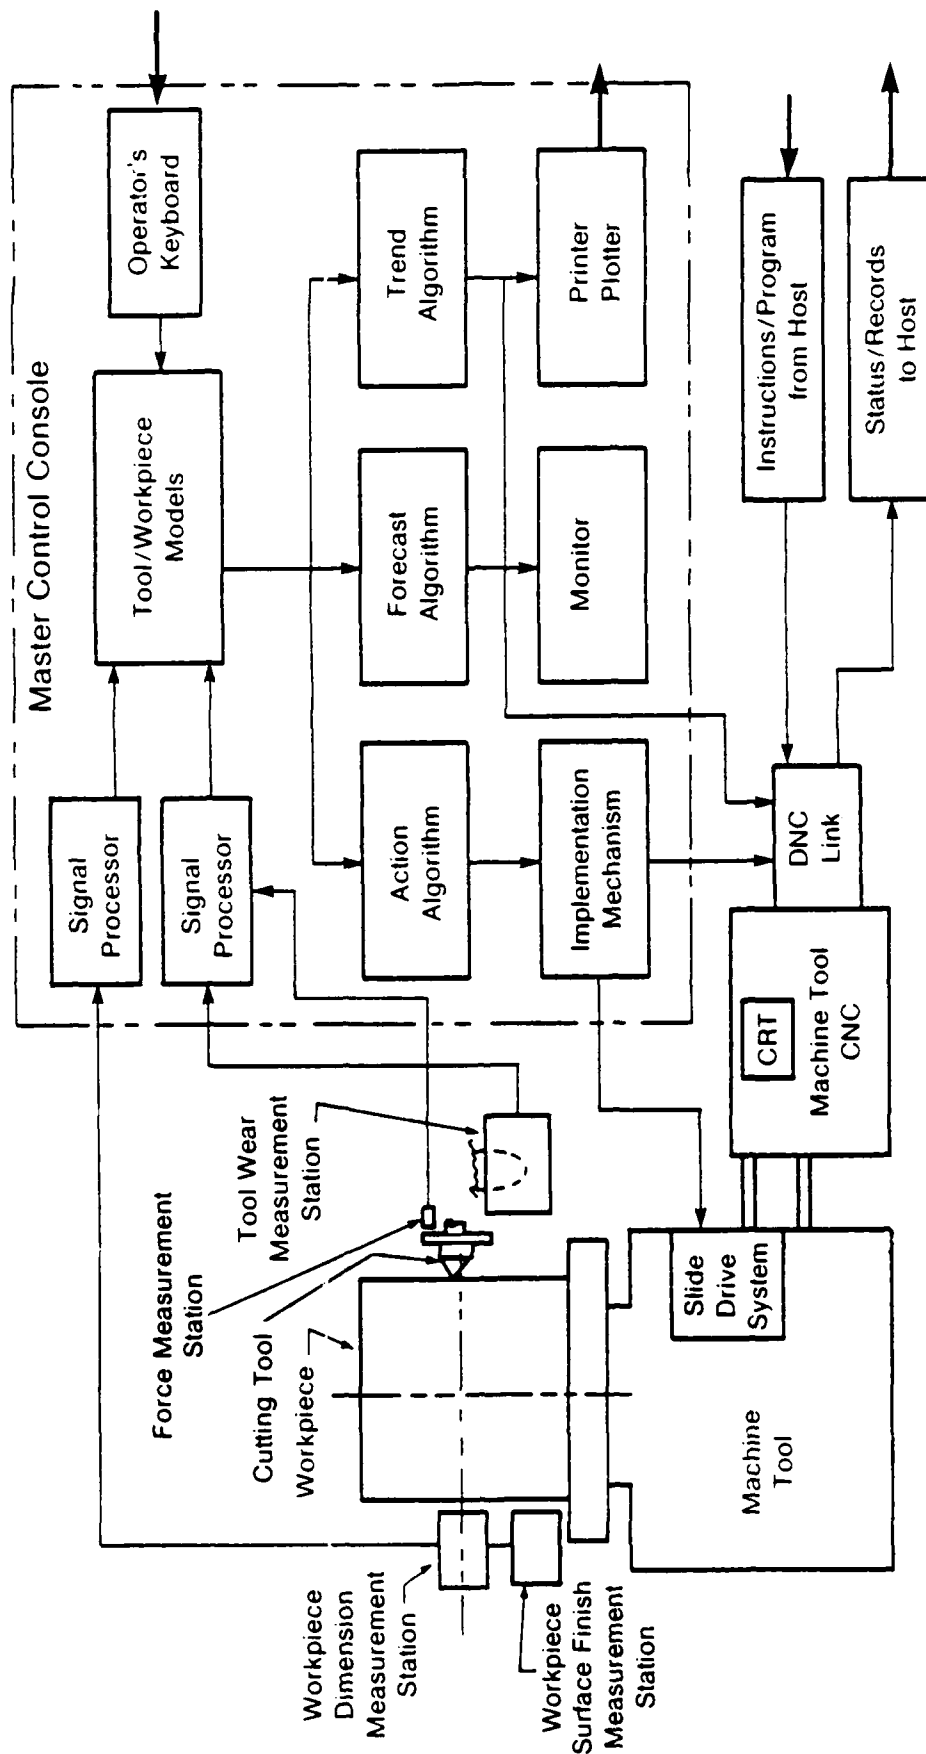 Master Control Console
Signal
Processor
Signal
Processor
Tool/Workpiece
Models
Operator's
Keyboard
Action
Algorithm
Forecast
Algorithm
Trend
Algorithm
Implementation
Mechanism
Monitor
Printer
Plotter
Force Measurement
Station
Tool Wear
Measurement
Station
Cutting Tool
Workpiece
Workpiece
Dimension
Measurement
Station
Workpiece
Surface Finish
Measurement
Station
Machine
Tool
Slide
Drive
System
CRT
Machine Tool
CNC
DNC
Link
Instructions/Program
from Host
Status/Records
to Host